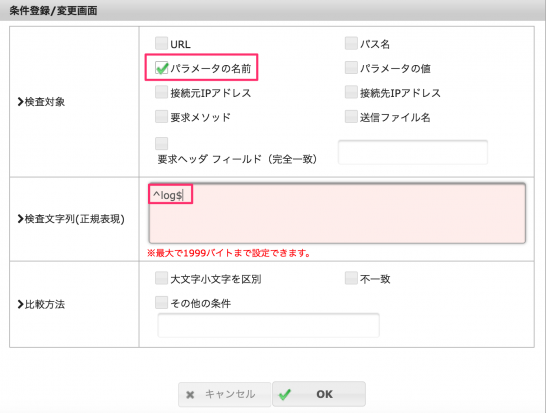 条件登録/変更画面
検査対象
URL
パス名
パラメータの名前
パラメータの値
接続元IPアドレス
接続先IPアドレス
要求メソッド
送信ファイル名
要求ヘッダ フィールド（完全一致）
検査文字列(正規表現)
^log$
※最大で1999バイトまで設定できます。
比較方法
大文字小文字を区別
不一致
その他の条件
キャンセル
OK